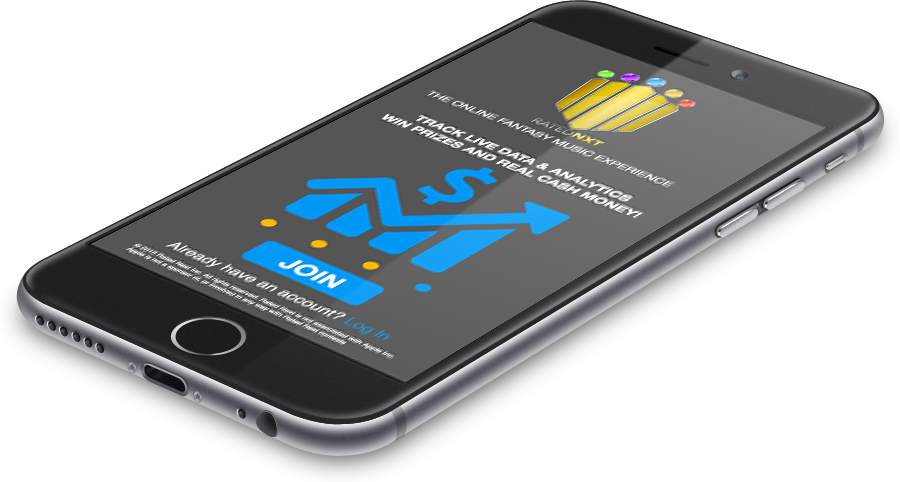 RATEDNXT
THE ONLINE FANTASY MUSIC EXPERIENCE
TRACK LIVE DATA & ANALYTICS
WIN PRIZES AND REAL CASH MONEY!
$
JOIN
Already have an account? Log In
© 2015 Rated Next Inc. All rights reserved. Rated Next is not associated with Apple Inc.
Apple is not a sponsor of, or involved in any way with Rated Next contests